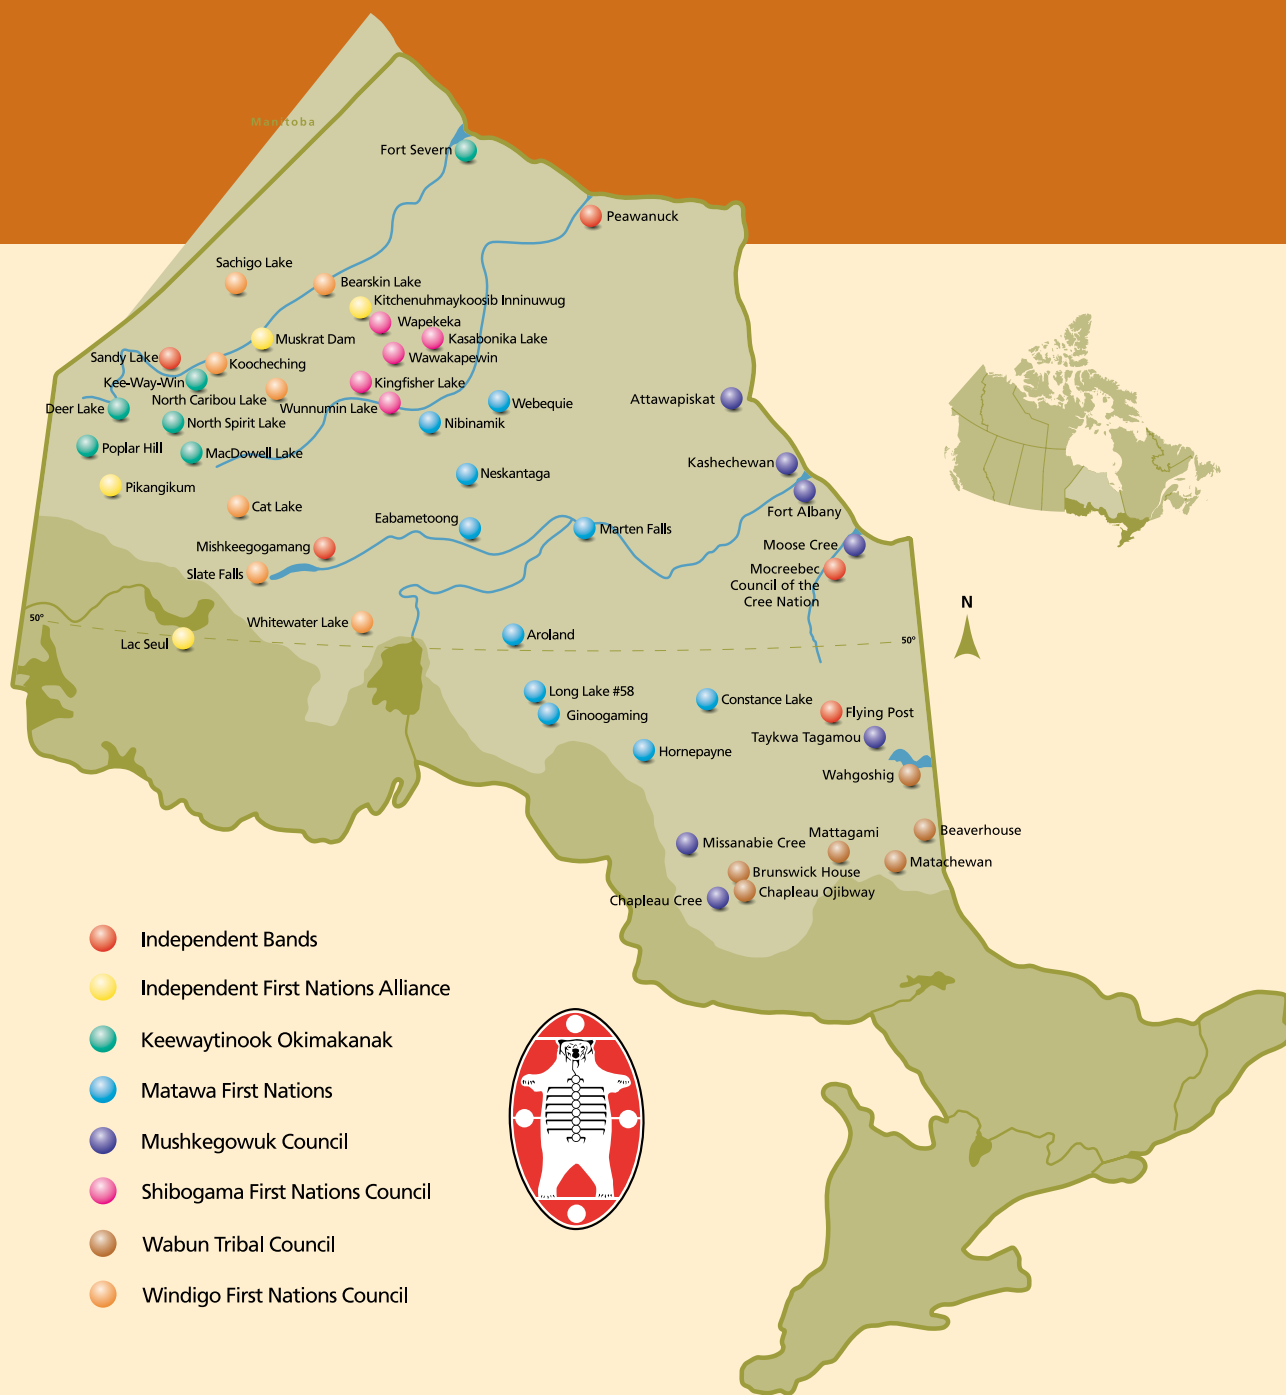 Manitoba
Fort Severn
Peawanuck
Sachigo Lake
Bearskin Lake
Kitchenuhmaykoosib Inninuwug
Wapekeka
Muskrat Dam
Kasabonika Lake
Sandy Lake
Koocheching
Wawakapewin
Kee-Way-Win
Kingfisher Lake
North Caribou Lake
Wunnumin Lake
Webequie
Attawapiskat
Deer Lake
North Spirit Lake
Nibinamik
Poplar Hill
MacDowell Lake
Kashechewan
Neskantaga
Pikangikum
Cat Lake
Fort Albany
Eabametoong
Marten Falls
Mishkeegogamang
Moose Cree
Slate Falls
Mocreebec
Council of the
Cree Nation
N
50º
Whitewater Lake
Aroland
50º
Lac Seul
Long Lake #58
Constance Lake
Ginoogaming
Flying Post
Taykwa Tagamou
Hornepayne
Wahgoshig
Mattagami
Beaverhouse
Missanabie Cree
Matachewan
Brunswick House
Chapleau Ojibway
Chapleau Cree
Independent Bands
Independent First Nations Alliance
Keewaytinook Okimakanak
Matawa First Nations
Mushkegowuk Council
Shibogama First Nations Council
Wabun Tribal Council
Windigo First Nations Council